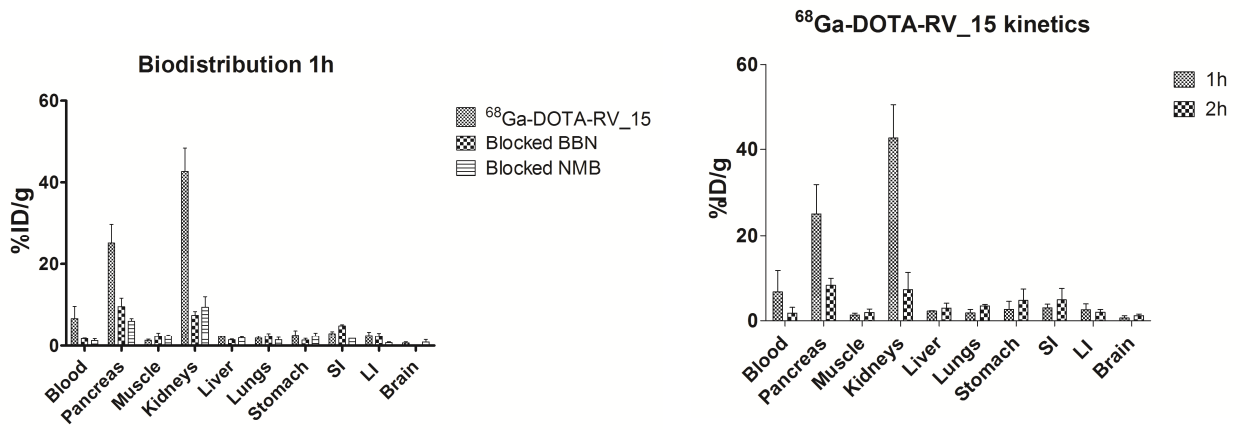 Biodistribution 1h
%ID/g
60
40
20
0
Blood
Pancreas
Muscle
Kidneys
Liver
Lungs
Stomach
SI
LI
Brain
⁶⁸Ga-DOTA-RV_15
Blocked BBN
Blocked NMB
⁶⁸Ga-DOTA-RV_15 kinetics
%ID/g
60
40
20
0
Blood
Pancreas
Muscle
Kidneys
Liver
Lungs
Stomach
SI
LI
Brain
1h
2h